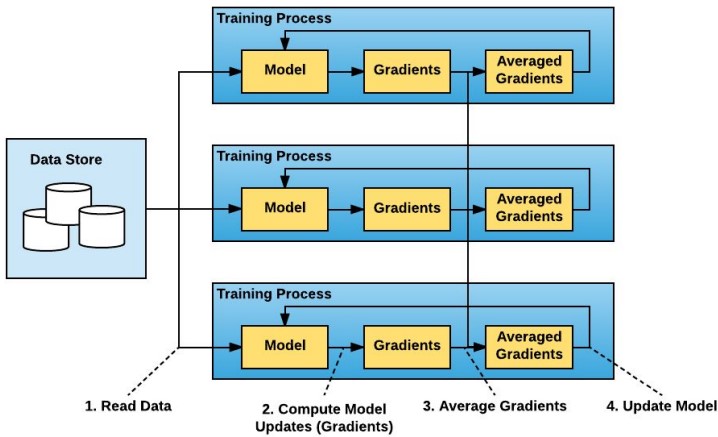 Training Process
Model
Gradients
Averaged
Gradients
Data Store
Training Process
Model
Gradients
Averaged
Gradients
Training Process
Model
Gradients
Averaged
Gradients
1. Read Data
2. Compute Model
Updates (Gradients)
3. Average Gradients
4. Update Model